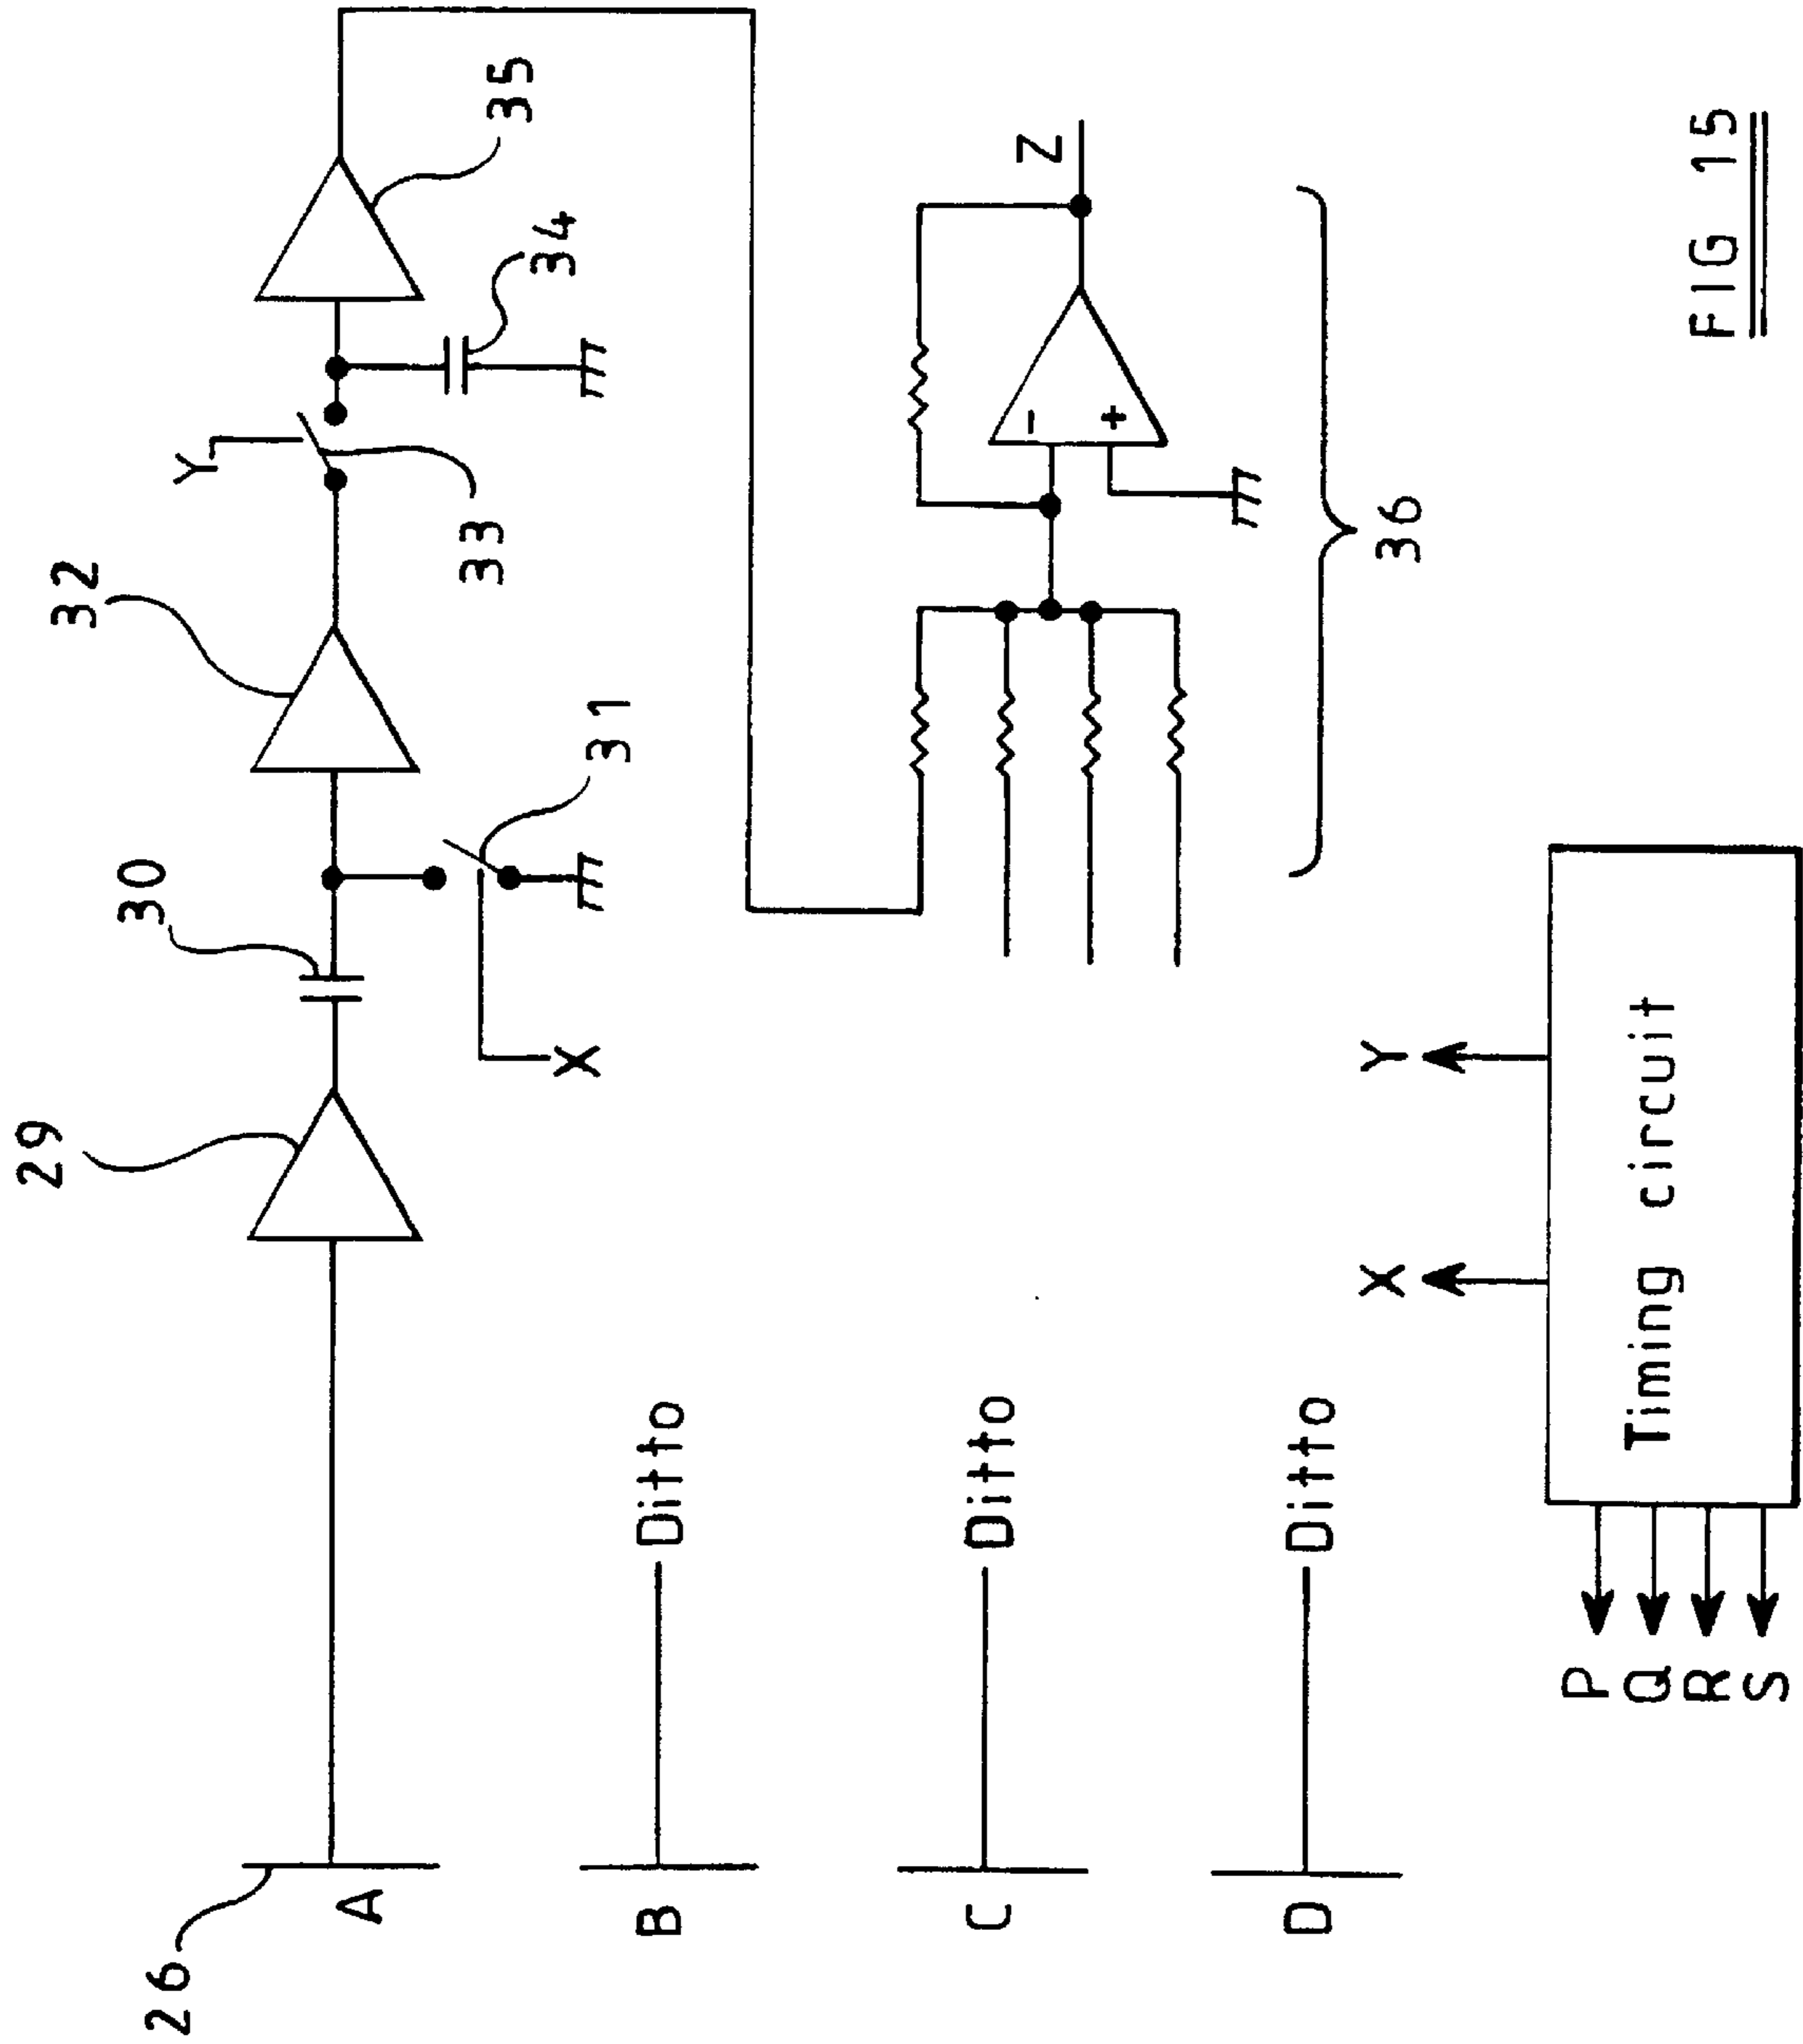 29
30
32
35
Y
33
34
X
31
26
A
B
Ditto
C
Ditto
D
Ditto
-
+
Z
36
P
Q
R
S
X
Y
Timing circuit
FIG 15